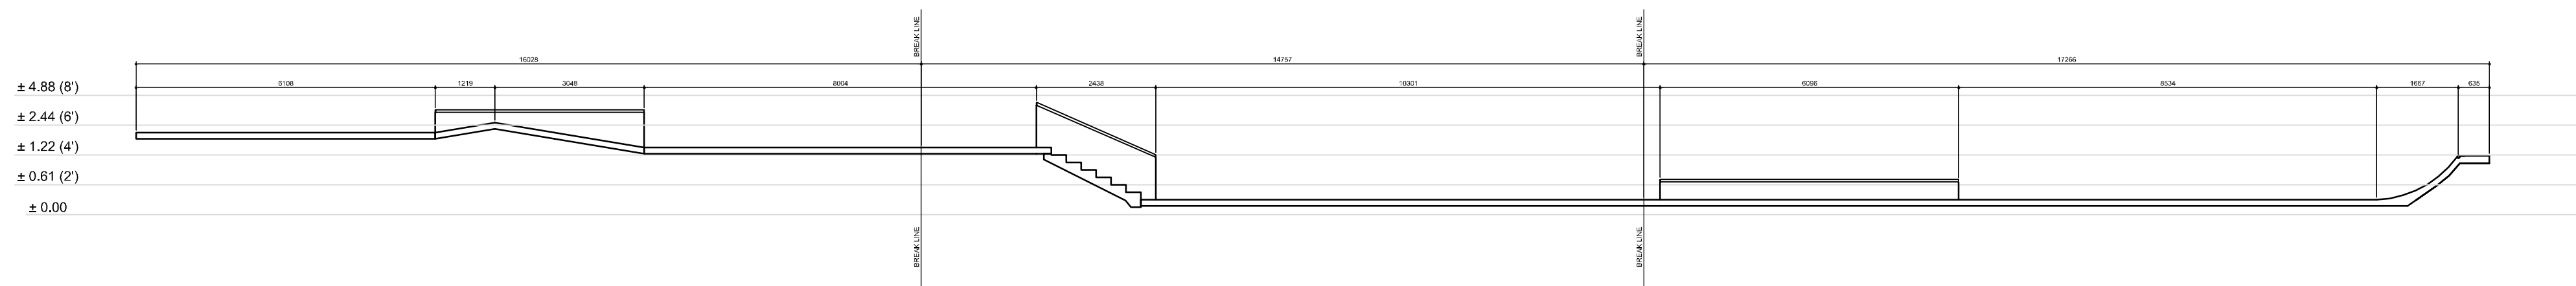 BREAK LINE
BREAK LINE
16028
14757
17266
± 4.88 (8')
6108
1219
3048
8004
2438
10301
6096
8534
1667
635
± 2.44 (6')
± 1.22 (4')
± 0.61 (2')
± 0.00
BREAK LINE
BREAK LINE